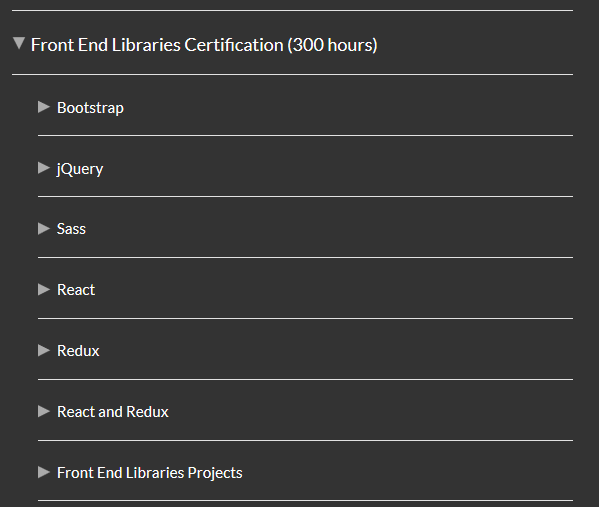 Front End Libraries Certification (300 hours)
Bootstrap
jQuery
Sass
React
Redux
React and Redux
Front End Libraries Projects